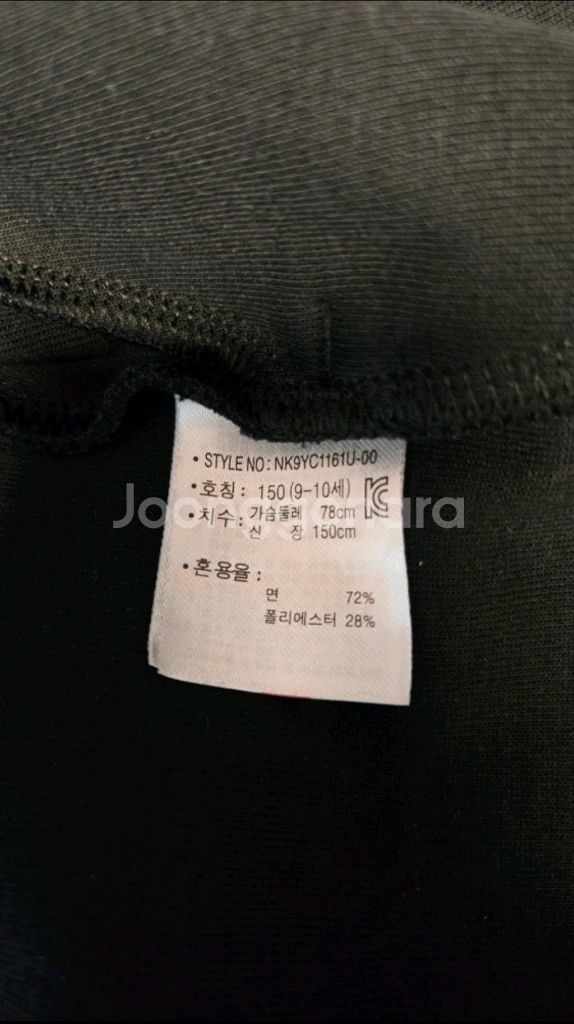 • STYLE NO : NK9YC1161U-00
• 호칭 : 150 (9-10세)
• 치수 : 가슴둘레 78cm
신 장 150cm
• 혼용율 :
면 72%
폴리에스터 28%
Joonggonara